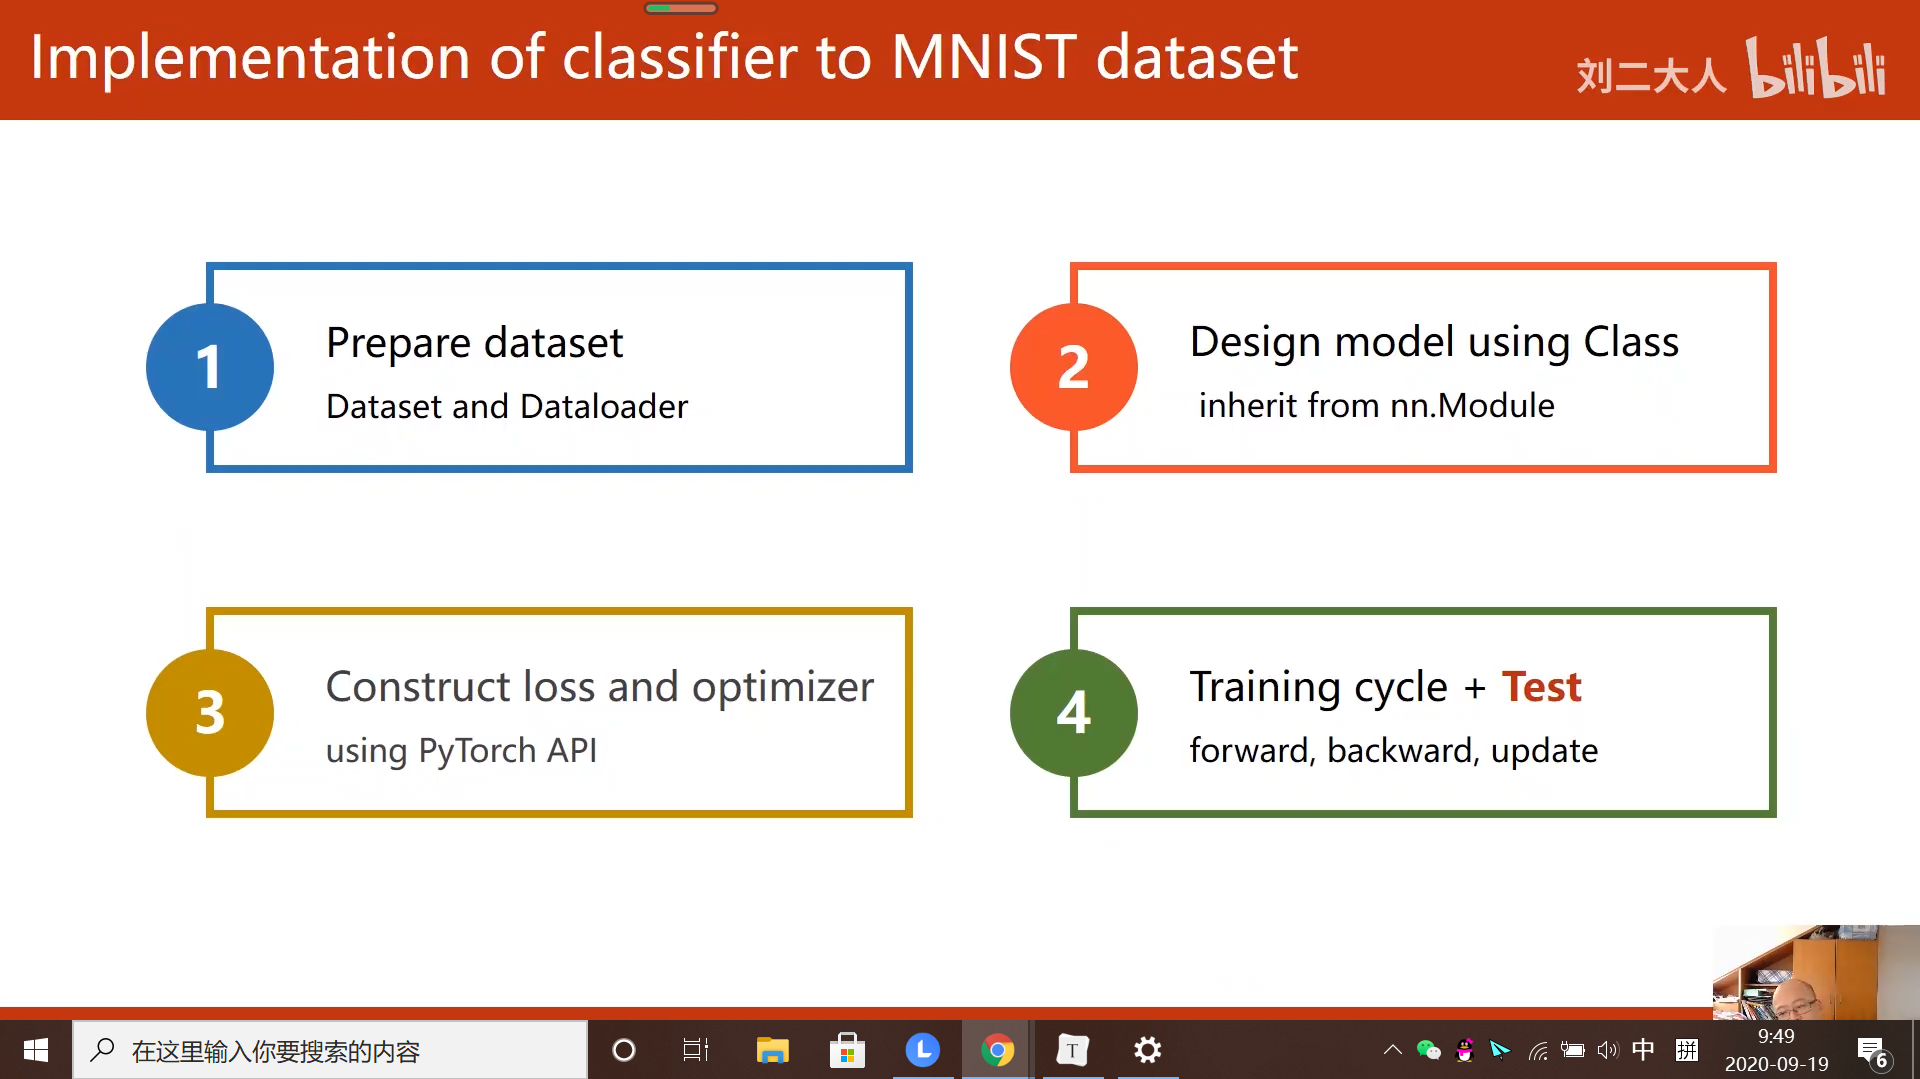 Implementation of classifier to MNIST dataset
刘二大人 bilibili
1
Prepare dataset
Dataset and Dataloader
2
Design model using Class
inherit from nn.Module
3
Construct loss and optimizer
using PyTorch API
4
Training cycle + Test
forward, backward, update
在这里输入你要搜索的内容
L
T
中
拼
9:49
2020-09-19
6